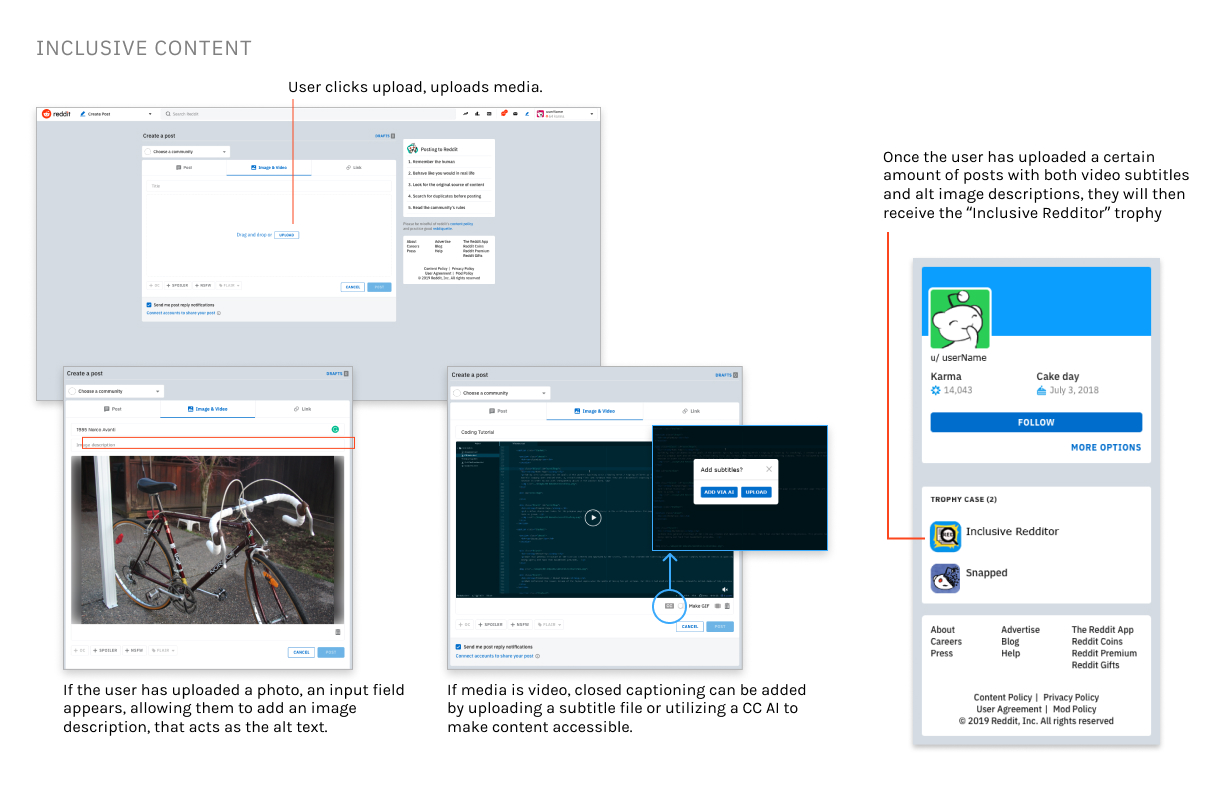 INCLUSIVE CONTENT
User clicks upload, uploads media.
reddit
Create Post
Search Reddit
userName
Create a post
DRAFTS
Choose a community
Post
Image & Video
Link
Title
Drag and drop or
UPLOAD
+ OC
+ SPOILER
+ NSFW
FLAIR
CANCEL
POST
Send me post reply notifications
Connect accounts to share your post
Posting to Reddit
1. Remember the human
2. Behave like you would in real life
3. Look for the original source of content
4. Search for duplicates before posting
5. Read the community's rules
Please be mindful of reddit's content policy
and practice good reddiquette
About
Careers
Press
Advertise
Blog
Help
The Reddit App
Reddit Coins
Reddit Premium
Reddit Gifts
Content Policy | Privacy Policy
User Agreement | Mod Policy
© 2019 Reddit, Inc. All rights reserved
Create a post
DRAFTS
Choose a community
Post
Image & Video
Link
1985 Norco Avanti
Image description
+ OC
+ SPOILER
+ NSFW
FLAIR
CANCEL
POST
If the user has uploaded a photo, an input field
appears, allowing them to add an image
description, that acts as the alt text.
Create a post
DRAFTS
Choose a community
Post
Image & Video
Link
Coding Tutorial
Add subtitles?
ADD VIA AI
UPLOAD
CC
Make GIF
+ OC
+ SPOILER
+ NSFW
FLAIR
CANCEL
POST
Send me post reply notifications
Connect accounts to share your post
If media is video, closed captioning can be added
by uploading a subtitle file or utilizing a CC AI to
make content accessible.
Once the user has uploaded a certain
amount of posts with both video subtitles
and alt image descriptions, they will then
receive the "Inclusive Redditor" trophy
u/ userName
Karma
14,043
Cake day
July 3, 2018
FOLLOW
MORE OPTIONS
TROPHY CASE (2)
Inclusive Redditor
Snapped
About
Careers
Press
Advertise
Blog
Help
The Reddit App
Reddit Coins
Reddit Premium
Reddit Gifts
Content Policy | Privacy Policy
User Agreement | Mod Policy
© 2019 Reddit, Inc. All rights reserved